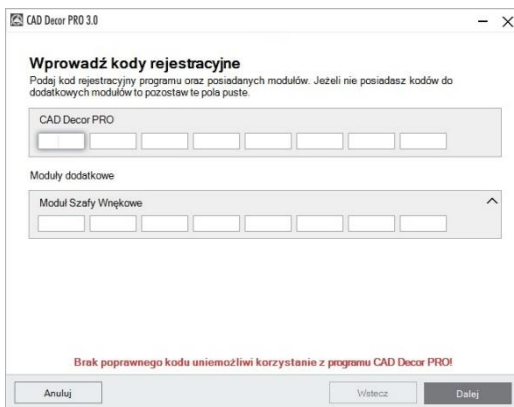 CAD Decor PRO 3.0
Wprowadź kody rejestracyjne
Podaj kod rejestracyjny programu oraz posiadanych modułów. Jeżeli nie posiadasz kodów do
dodatkowych modułów to pozostaw te pola puste.
CAD Decor PRO
Moduły dodatkowe
Moduł Szafy Wnękowe
Brak poprawnego kodu uniemożliwi korzystanie z programu CAD Decor PRO!
Anuluj
Wstecz
Dalej